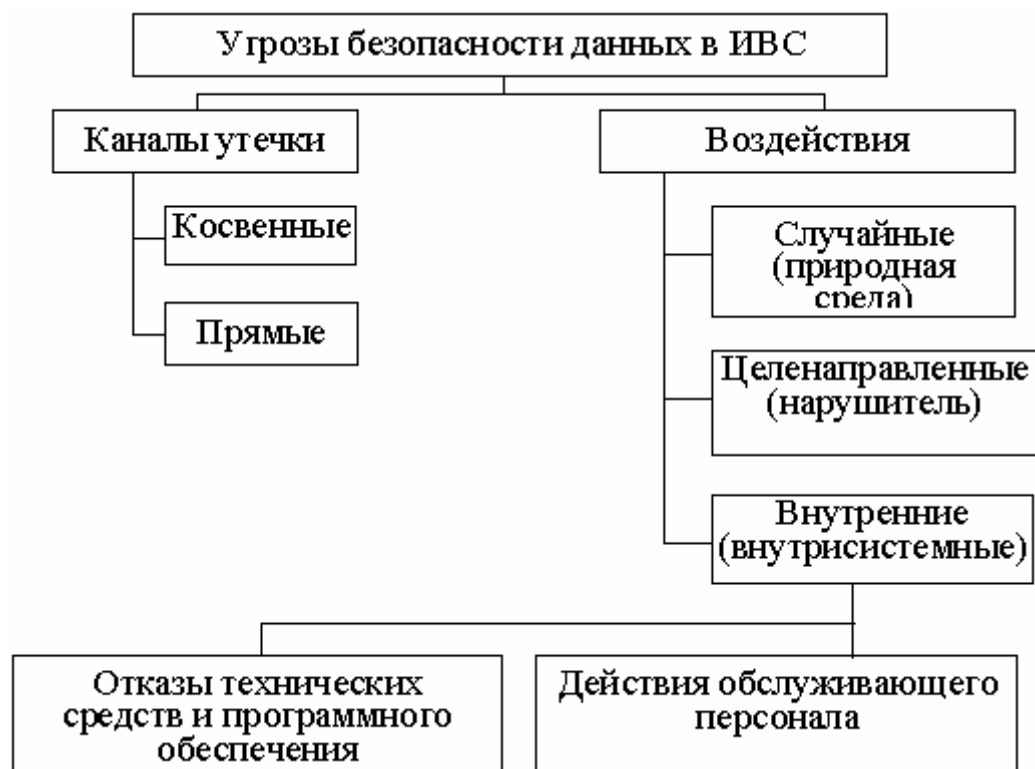 Угрозы безопасности данных в ИВС
Каналы утечки
Воздействия
Косвенные
Прямые
Случайные
(природная
среда)
Целенаправленные
(нарушитель)
Внутренние
(внутрисистемные)
Отказы технических
средств и программного
обеспечения
Действия обслуживающего
персонала